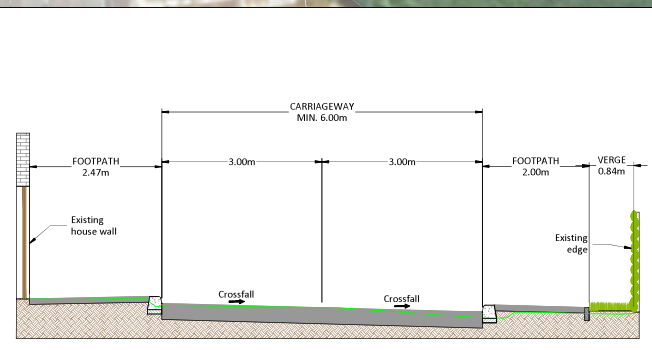 CARRIAGEWAY
MIN. 6.00m
FOOTPATH
2.47m
3.00m
3.00m
FOOTPATH
2.00m
VERGE
0.84m
Existing
house wall
Existing
edge
Crossfall
Crossfall